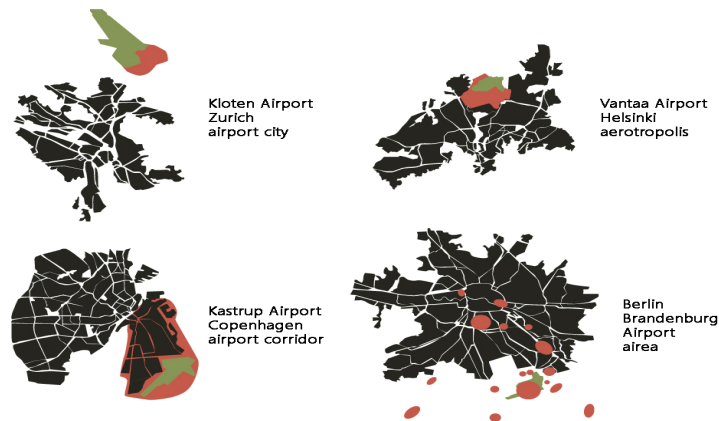 Kloten Airport
Zurich
airport city
Vantaa Airport
Helsinki
aerotropolis
Kastrup Airport
Copenhagen
airport corridor
Berlin
Brandenburg
Airport
airea